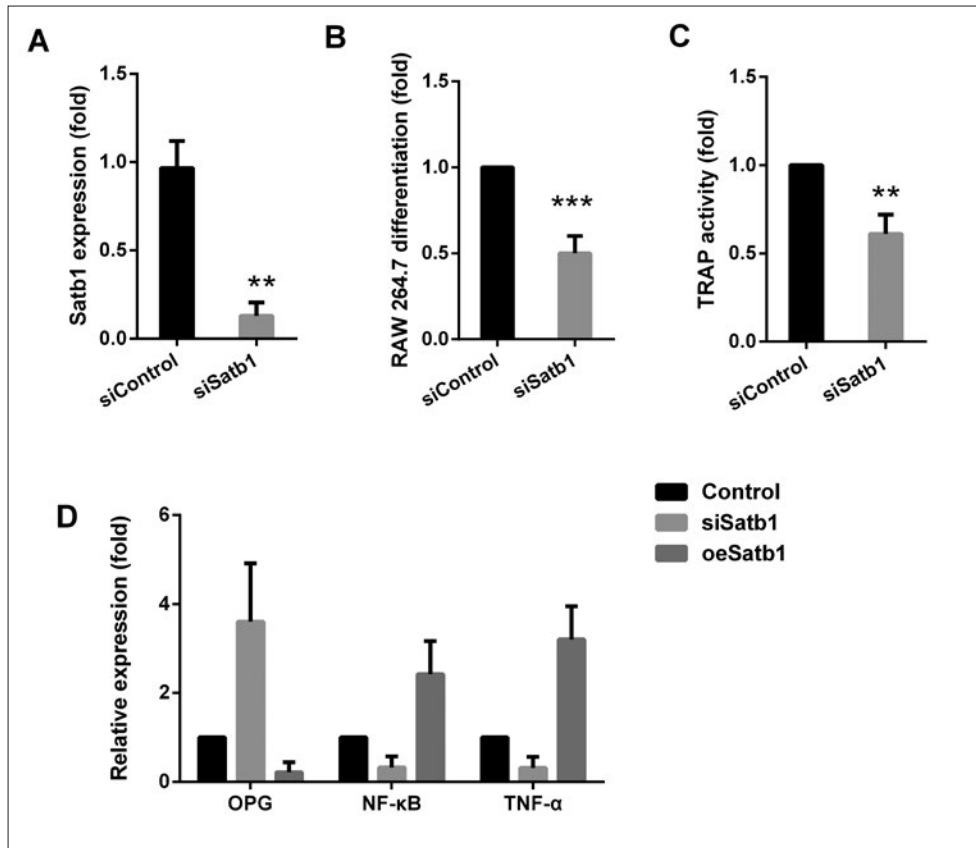 A
Satb1 expression (fold)
1.5
1.0
0.5
0.0
**
siControl
siSatb1
B
RAW 264.7 differentiation (fold)
1.5
1.0
0.5
0.0
***
siControl
siSatb1
C
TRAP activity (fold)
1.5
1.0
0.5
0.0
**
siControl
siSatb1
D
Relative expression (fold)
6
4
2
0
OPG
NF-κB
TNF-α
Control
siSatb1
oeSatb1